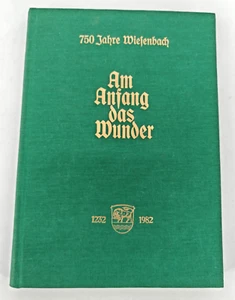 750 Jahre Wiesenbach
Am
Anfang
das
Wunder
1232 1982